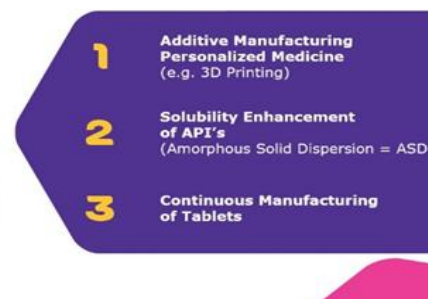 1
Additive Manufacturing
Personalized Medicine
(e.g. 3D Printing)
2
Solubility Enhancement
of API's
(Amorphous Solid Dispersion = ASD
3
Continuous Manufacturing
of Tablets